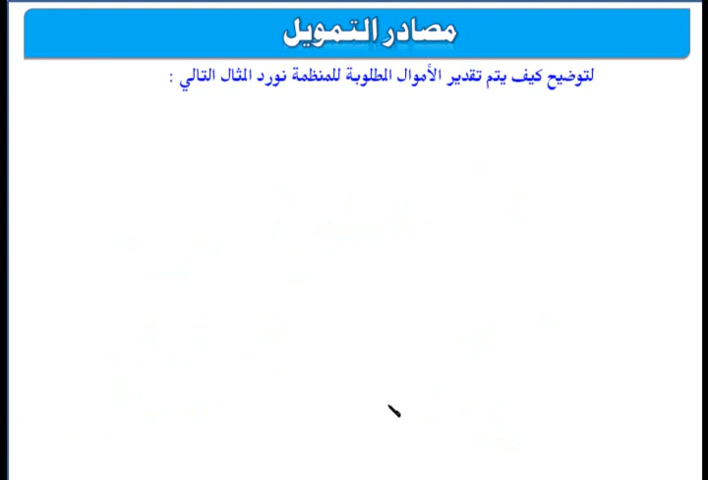 مصادر التمويل
لتوضيح كيف يتم تقدير الأموال المطلوبة للمنظمة نورد المثال التالي :